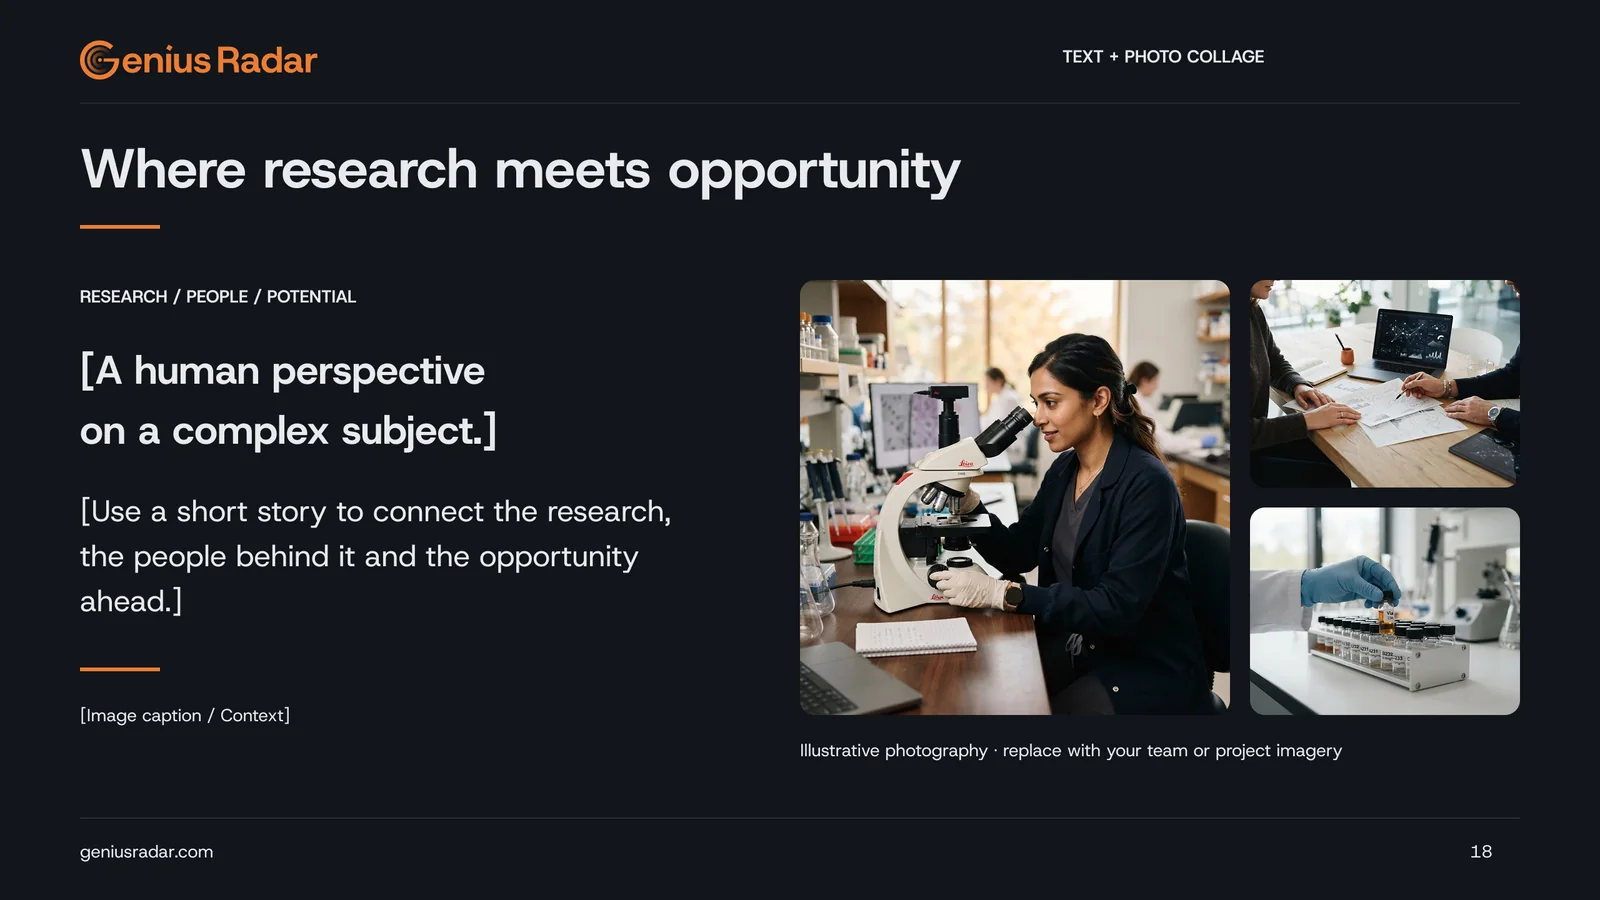 Genius Radar
TEXT + PHOTO COLLAGE
Where research meets opportunity
RESEARCH / PEOPLE / POTENTIAL
[A human perspective
on a complex subject.]
[Use a short story to connect the research,
the people behind it and the opportunity
ahead.]
[Image caption / Context]
Leica
Illustrative photography · replace with your team or project imagery
geniusradar.com
18